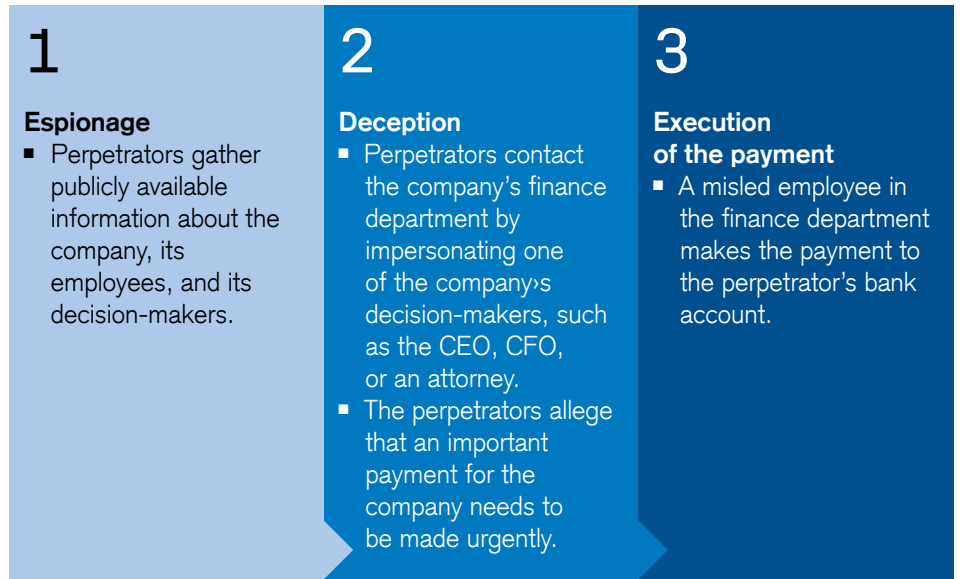 1
Espionage
▪ Perpetrators gather
publicly available
information about the
company, its
employees, and its
decision-makers.
2
Deception
▪ Perpetrators contact
the company’s finance
department by
impersonating one
of the company›s
decision-makers, such
as the CEO, CFO,
or an attorney.
▪ The perpetrators allege
that an important
payment for the
company needs to
be made urgently.
3
Execution
of the payment
▪ A misled employee in
the finance department
makes the payment to
the perpetrator’s bank
account.